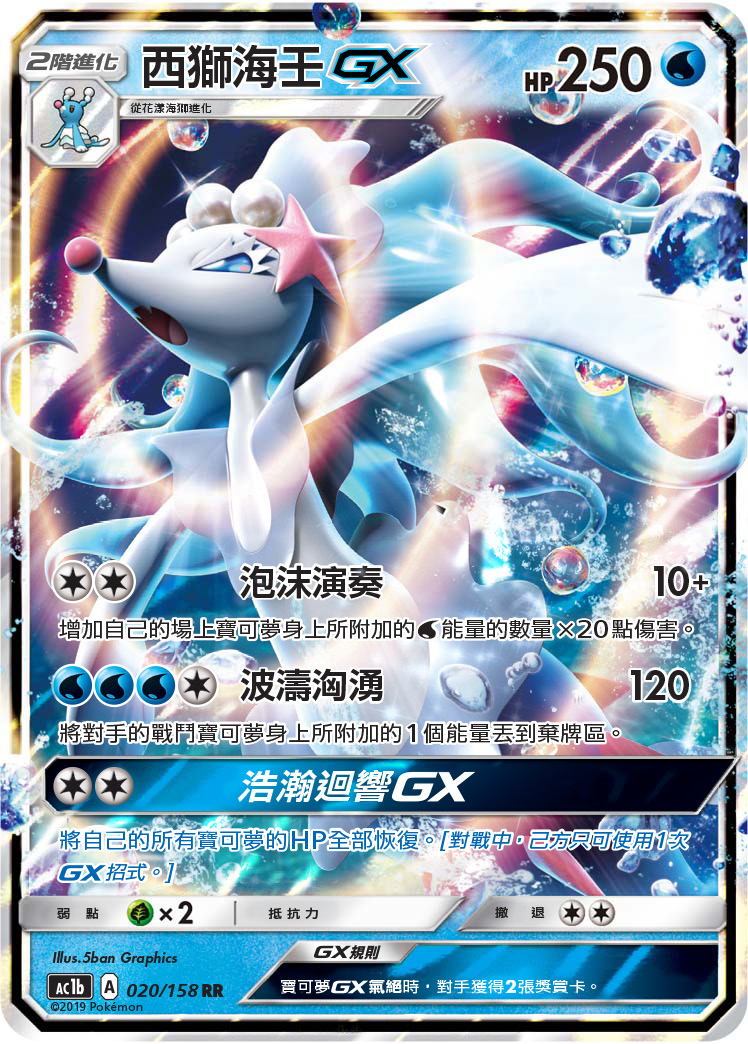 2階進化 西獅海壬GX HP250
從花漾海獅進化
泡沫演奏 10+
增加自己的場上寶可夢身上所附加的能量的數量×20點傷害。
波濤洶湧 120
將對手的戰鬥寶可夢身上所附加的1個能量丟到棄牌區。
浩瀚迴響GX
將自己的所有寶可夢的HP全部恢復。[對戰中,己方只可使用1次
GX招式。]
弱點 ×2 抵抗力 撤退
Illus.5ban Graphics
GX規則
AC1b A 020/158 RR
寶可夢GX氣絕時,對手獲得2張獎賞卡。
©2019 Pokémon